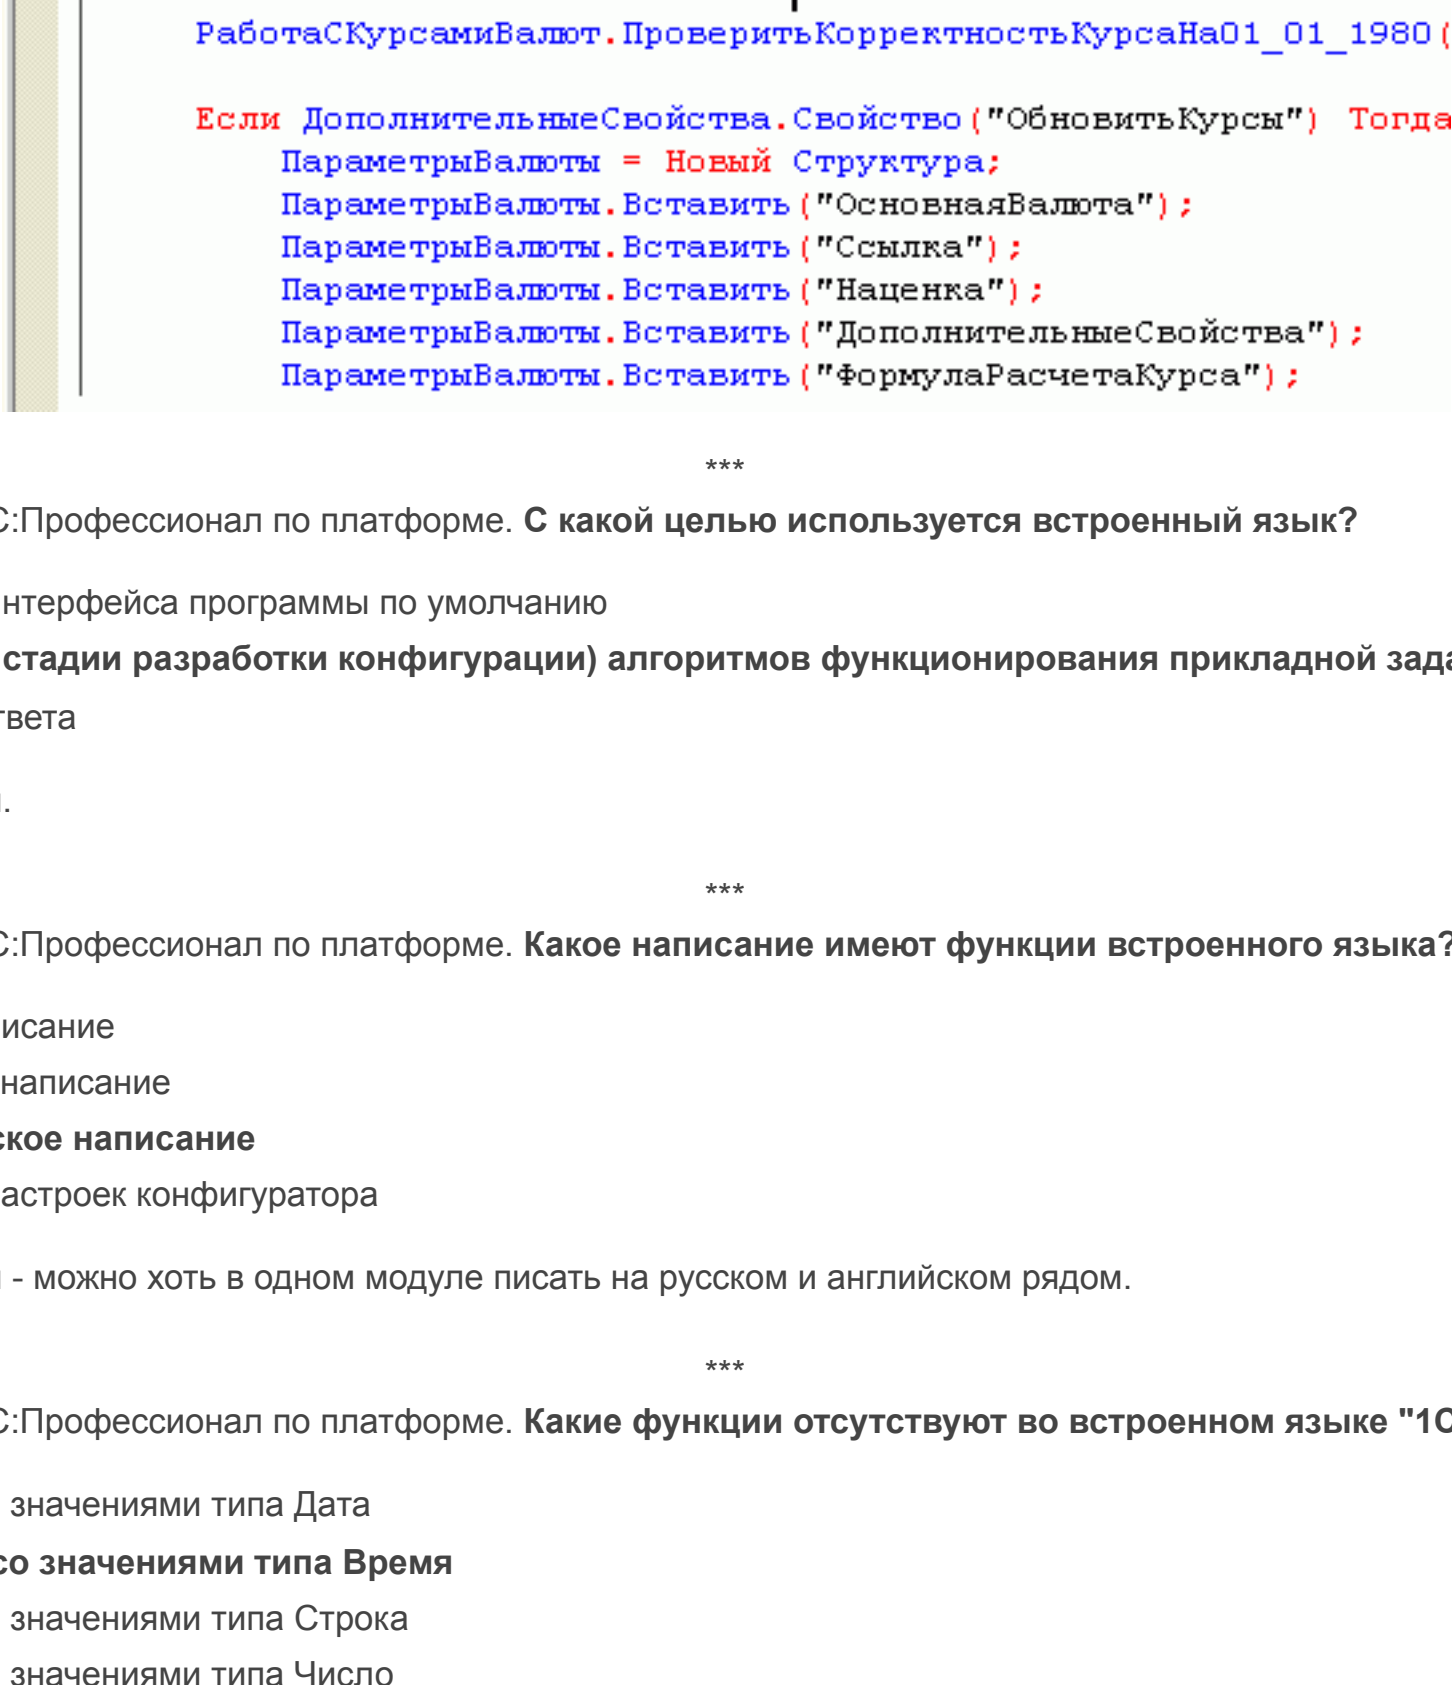 РаботаСКурсамиВалют.ПроверитьКорректностьКурсаНа01_01_1980(
Если ДополнительныеСвойства.Свойство("ОбновитьКурсы") Тогда
ПараметрыВалюты = Новый Структура;
ПараметрыВалюты.Вставить("ОсновнаяВалюта");
ПараметрыВалюты.Вставить("Ссылка");
ПараметрыВалюты.Вставить("Наценка");
ПараметрыВалюты.Вставить("ДополнительныеСвойства");
ПараметрыВалюты.Вставить("ФормулаРасчетаКурса");
***
С:Профессионал по платформе. С какой целью используется встроенный язык?
нтерфейса программы по умолчанию
стадии разработки конфигурации) алгоритмов функционирования прикладной зада
твета
***
С:Профессионал по платформе. Какое написание имеют функции встроенного языка?
исание
написание
ское написание
астроек конфигуратора
- можно хоть в одном модуле писать на русском и английском рядом.
***
С:Профессионал по платформе. Какие функции отсутствуют во встроенном языке "1С
значениями типа Дата
со значениями типа Время
значениями типа Строка
значениями типа Число